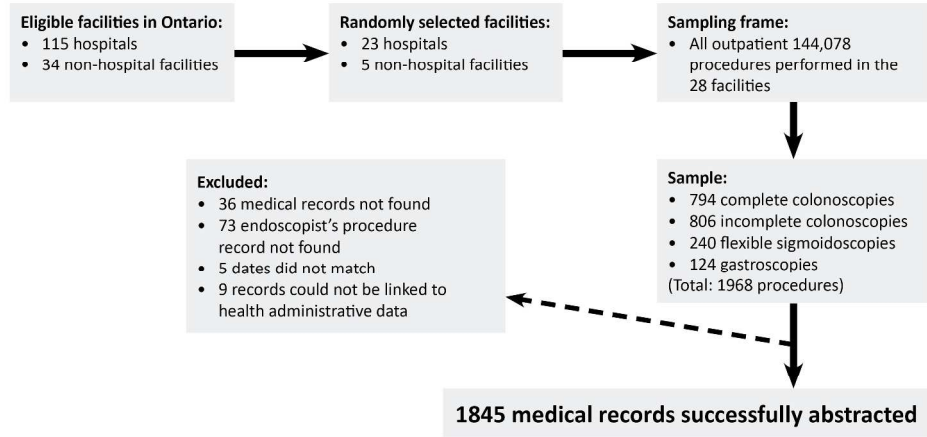 Eligible facilities in Ontario:
• 115 hospitals
• 34 non-hospital facilities
Randomly selected facilities:
• 23 hospitals
• 5 non-hospital facilities
Sampling frame:
• All outpatient 144,078
procedures performed in the
28 facilities
Sample:
• 794 complete colonoscopies
• 806 incomplete colonoscopies
• 240 flexible sigmoidoscopies
• 124 gastroscopies
(Total: 1968 procedures)
Excluded:
• 36 medical records not found
• 73 endoscopist's procedure
record not found
• 5 dates did not match
• 9 records could not be linked to
health administrative data
1845 medical records successfully abstracted